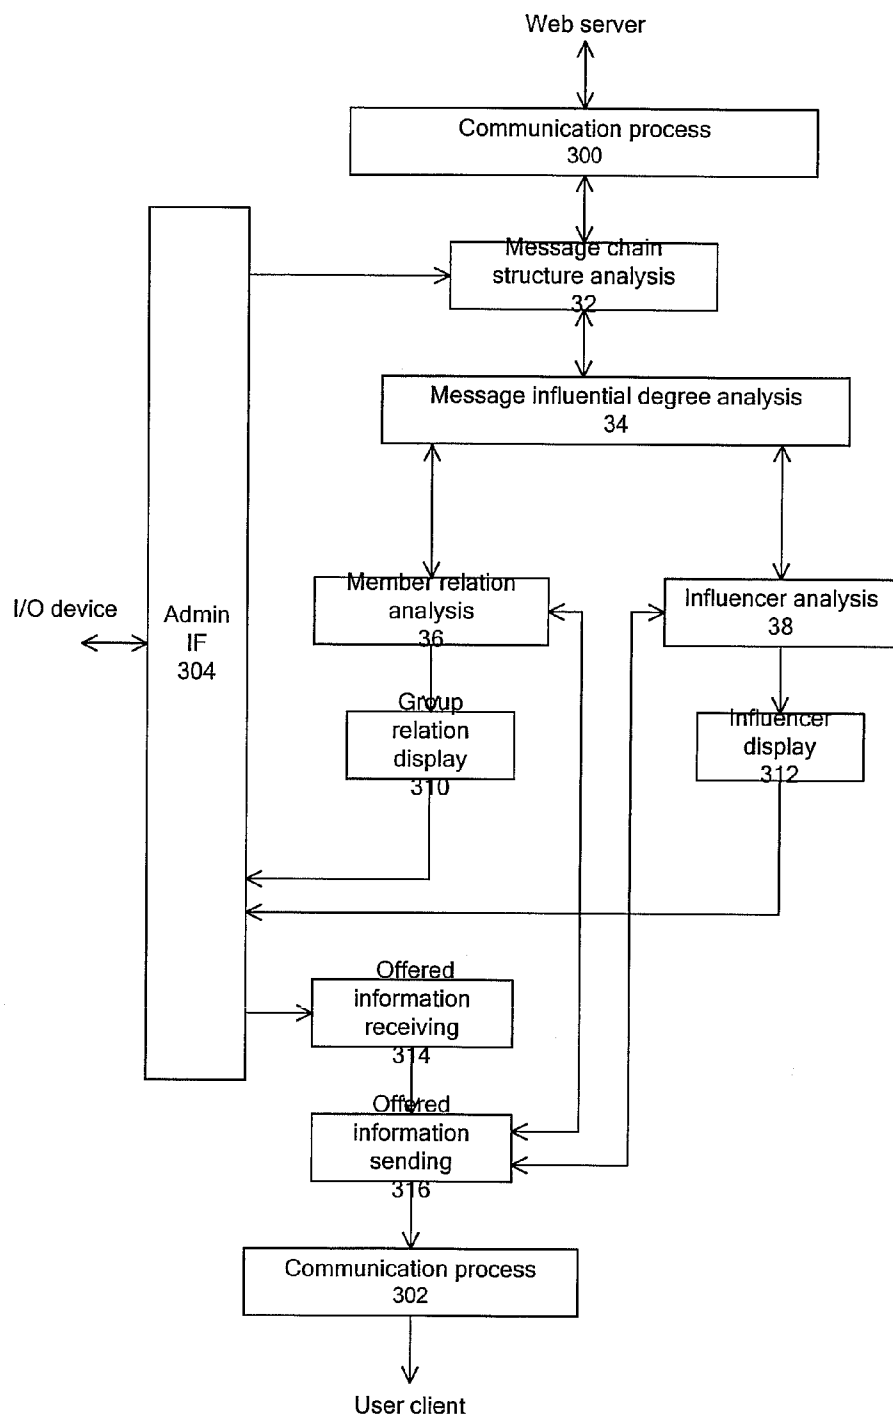 Web server
Communication process
300
Message chain
structure analysis
32
Message influential degree analysis
34
Member relation
analysis
36
Influencer analysis
38
I/O device
Admin
IF
304
Group
relation
display
310
Influencer
display
312
Offered
information
receiving
314
Offered
information
sending
316
Communication process
302
User client